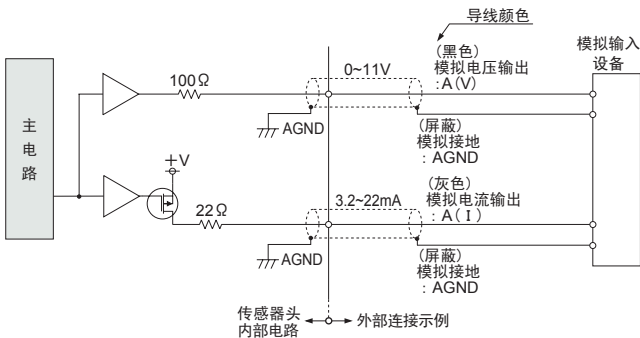 导线颜色
模拟输入
设备
(黑色)
模拟电压输出
:A(V)
0~11V
100Ω
AGND
(屏蔽)
模拟接地
: AGND
主
电
路
+V
(灰色)
模拟电流输出
: A( I )
3.2~22mA
22Ω
AGND
(屏蔽)
模拟接地
: AGND
传感器头
内部电路
外部连接示例